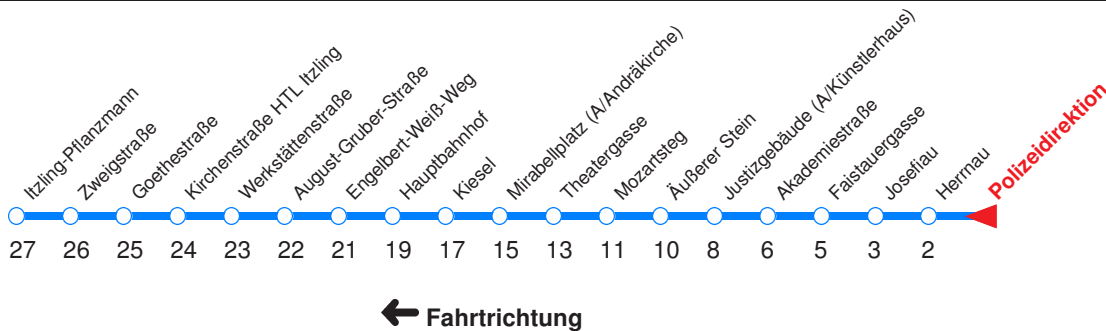 Itzling-Pflanzmann
Zweigstraße
Goethestraße
Kirchenstraße HTL Itzling
Werkstättenstraße
August-Gruber-Straße
Engelbert-Weiß-Weg
Hauptbahnhof
Kiesel
Mirabellplatz (A/Andräkirche)
Theatergasse
Mozartsteg
Äußerer Stein
Justizgebäude (A/Künstlerhaus)
Akademiestraße
Faistauergasse
Josefiau
Herrnau
Polizeidirektion
27 26 25 24 23 22 21 19 17 15 13 11 10 8 6 5 3 2
Fahrtrichtung